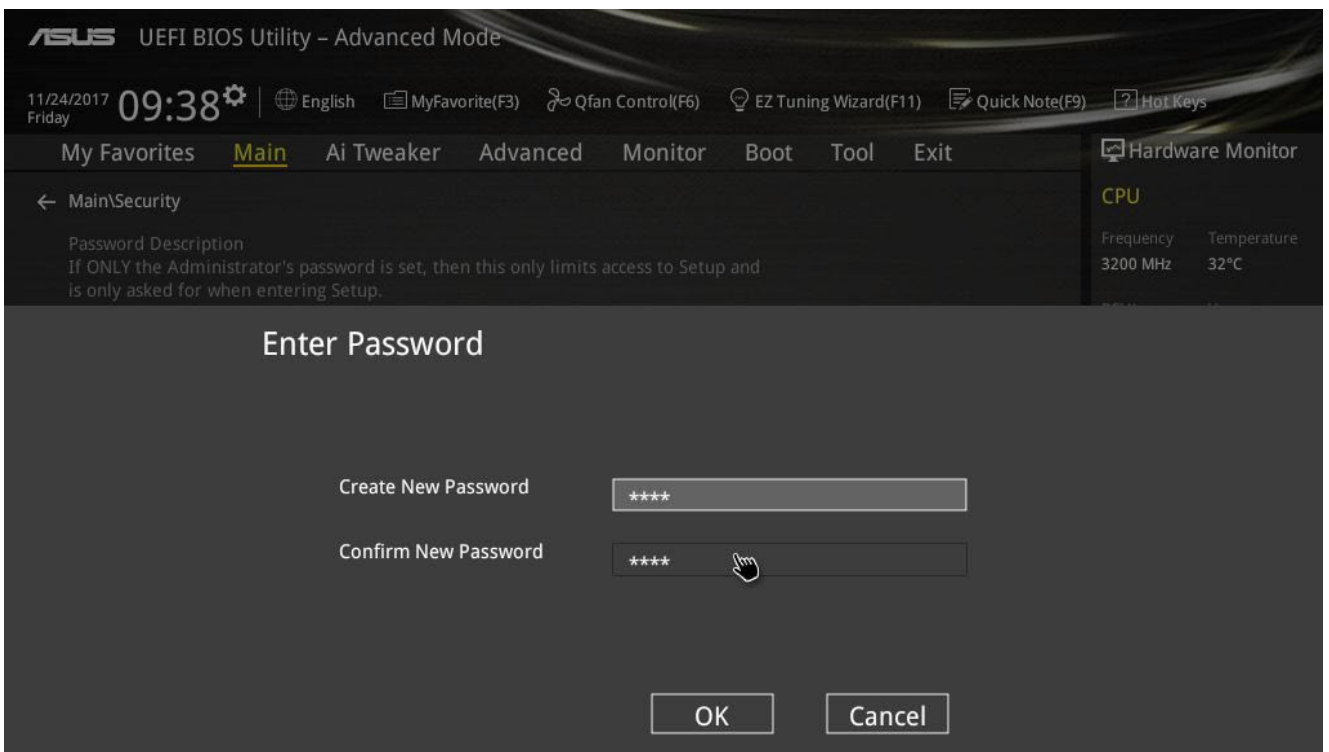 ASUS UEFI BIOS Utility – Advanced Mode
11/24/2017
Friday
09:38
English MyFavorite(F3) Qfan Control(F6) EZ Tuning Wizard(F11) Quick Note(F9) ? Hot Keys
My Favorites Main Ai Tweaker Advanced Monitor Boot Tool Exit
Hardware Monitor
← Main\Security
CPU
Password Description
If ONLY the Administrator's password is set, then this only limits access to Setup and
is only asked for when entering Setup.
Frequency Temperature
3200 MHz 32°C
Enter Password
Create New Password ****
Confirm New Password ****
OK Cancel